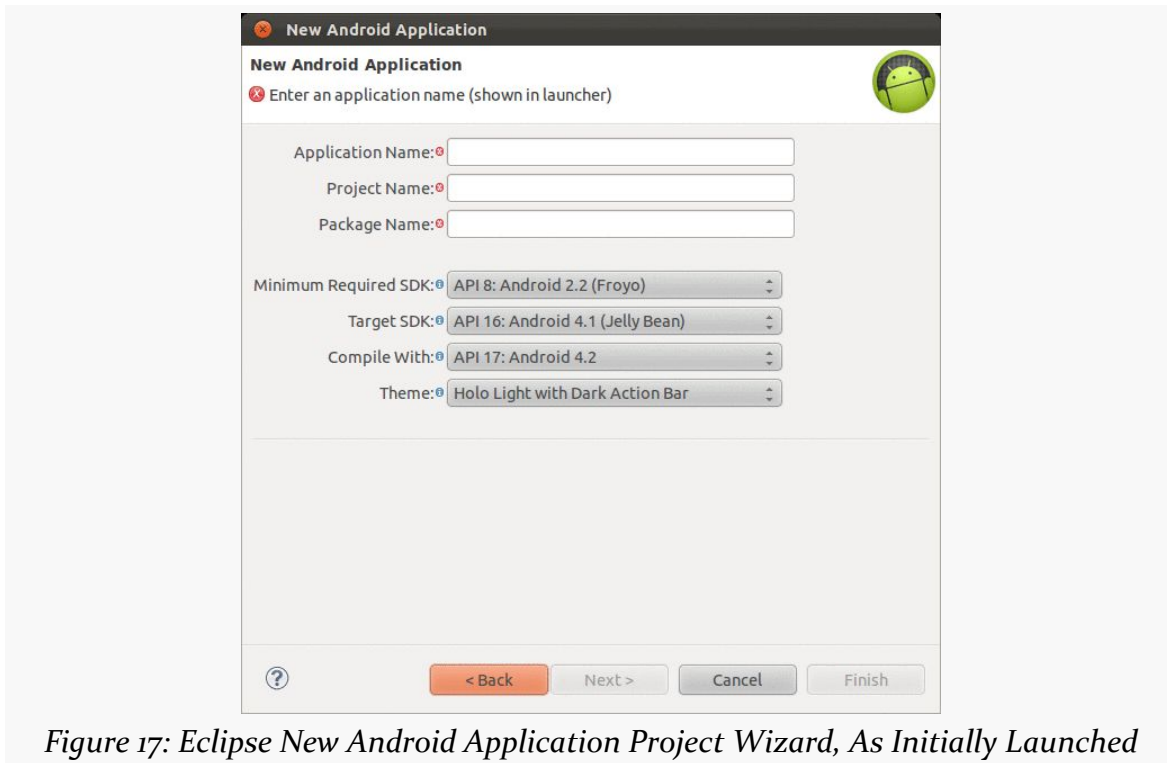 New Android Application
New Android Application
Enter an application name (shown in launcher)
Application Name:
Project Name:
Package Name:
Minimum Required SDK: API 8: Android 2.2 (Froyo)
Target SDK: API 16: Android 4.1 (Jelly Bean)
Compile With: API 17: Android 4.2
Theme: Holo Light with Dark Action Bar
? < Back Next > Cancel Finish
Figure 17: Eclipse New Android Application Project Wizard, As Initially Launched